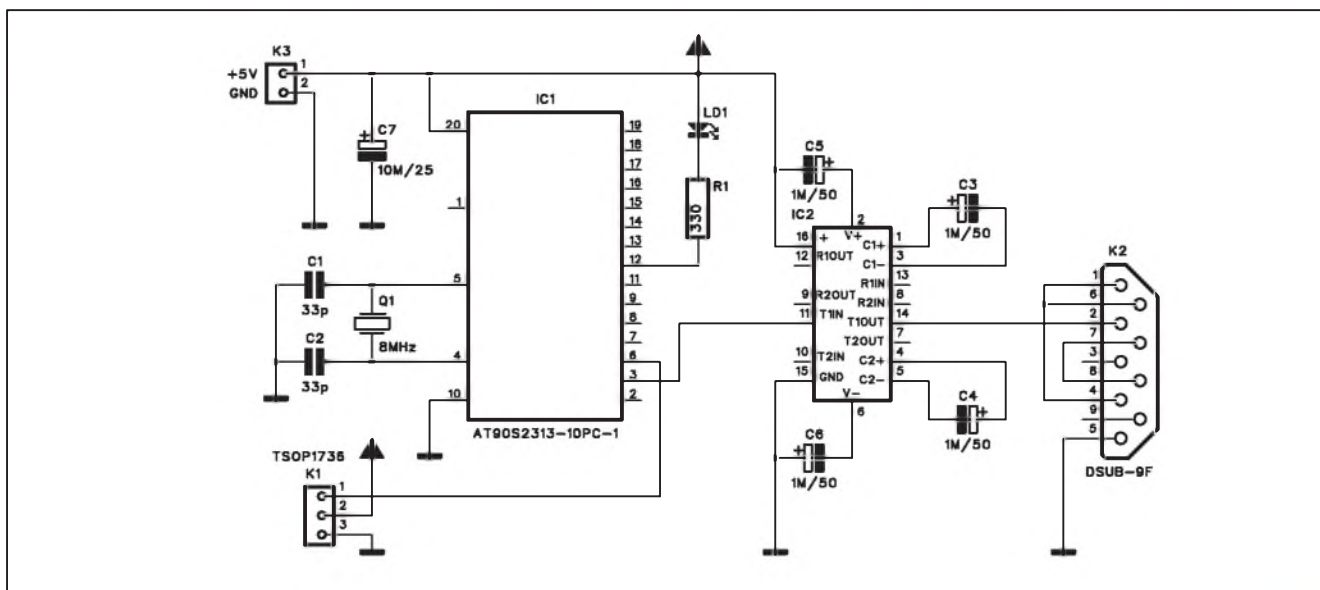 K3
+5V
1
GND
2
C7
+
10M/25
IC1
20
1
5
4
10
19
18
17
16
15
14
13
12
11
9
8
7
6
3
2
AT90S2313-10PC-1
LD1
R1
330
C1
33p
C2
33p
Q1
8MHz
TSOP1736
K1
1
2
3
C5
+
1M/50
IC2
16
12
9
11
10
15
2
+
V+
R1OUT
R2OUT
T1IN
T2IN
GND
V-
6
C1+
C1-
R1IN
R2IN
T1OUT
T2OUT
C2+
C2-
1
3
13
8
14
7
4
5
C3
+
1M/50
C4
+
1M/50
C6
+
1M/50
K2
1
6
2
7
3
8
4
9
5
DSUB-9F